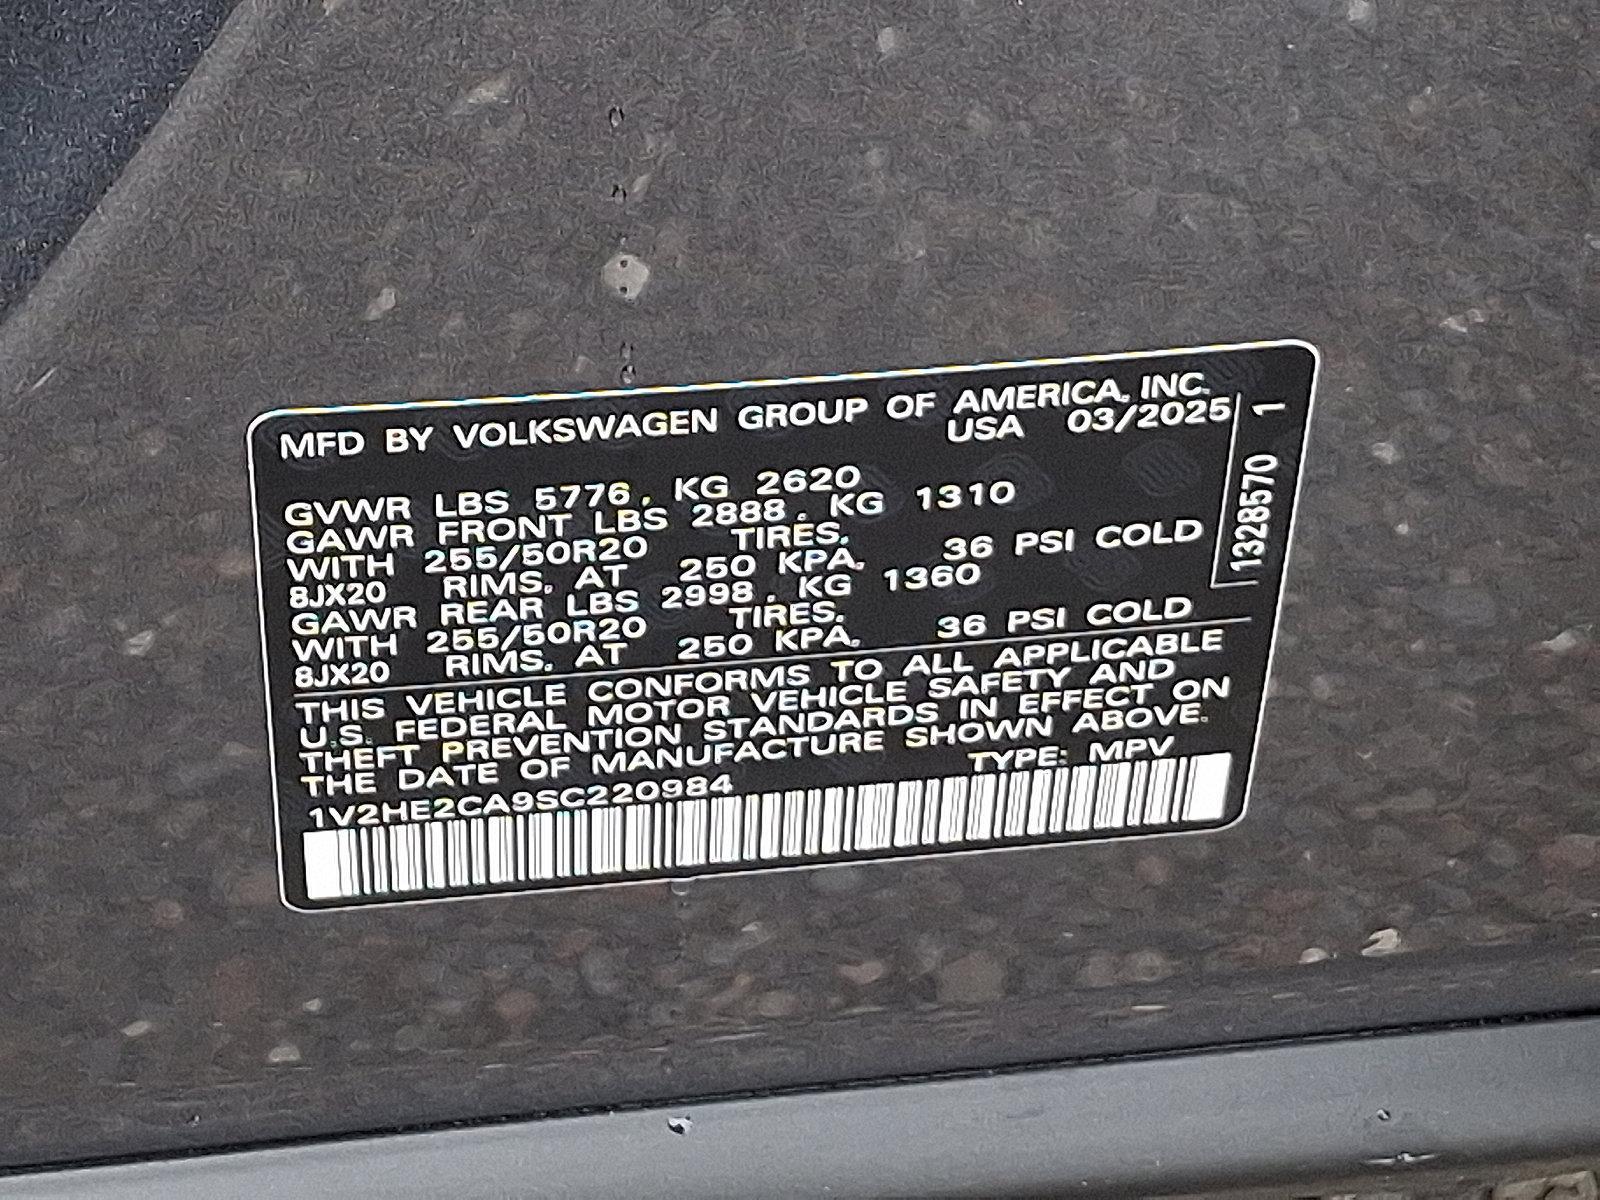 MFD BY VOLKSWAGEN GROUP OF AMERICA, INC.
USA 03/2025
GVWR LBS 5776, KG 2620
GAWR FRONT LBS 2888, KG 1310
WITH 255/50R20 TIRES,
8JX20 RIMS, AT 250 KPA, 36 PSI COLD
GAWR REAR LBS 2998, KG 1360
WITH 255/50R20 TIRES,
8JX20 RIMS, AT 250 KPA, 36 PSI COLD
THIS VEHICLE CONFORMS TO ALL APPLICABLE
U.S. FEDERAL MOTOR VEHICLE SAFETY AND
THEFT PREVENTION STANDARDS IN EFFECT ON
THE DATE OF MANUFACTURE SHOWN ABOVE.
1V2HE2CA9SC220984 TYPE: MPV
1328570 1